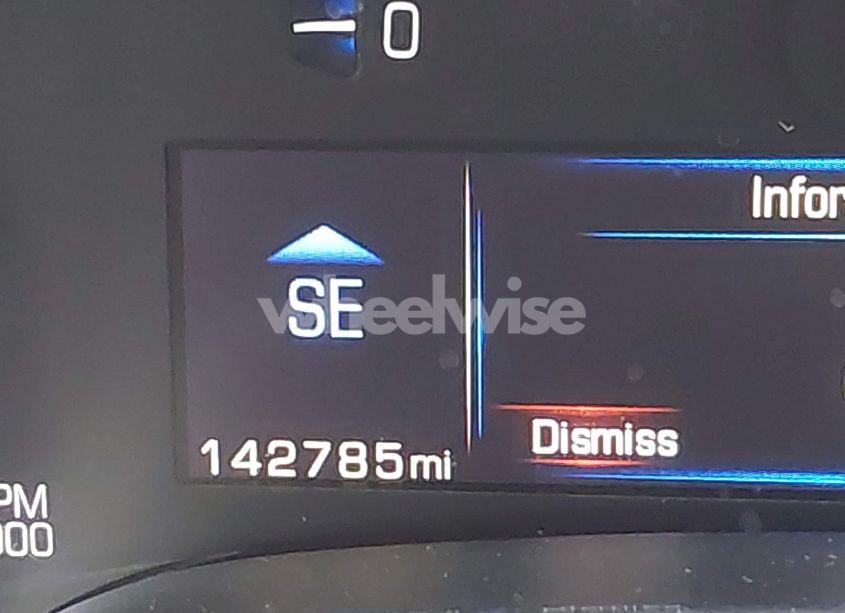 0
Infor
SE
wheelwise
Dismiss
142785mi
PM
000